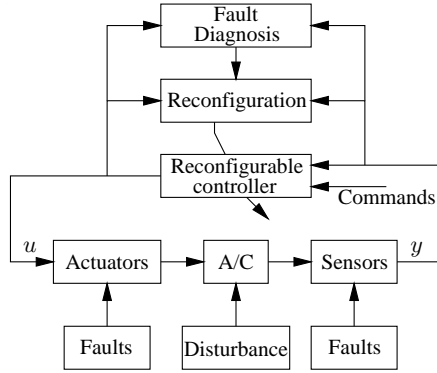 Fault
Diagnosis
Reconfiguration
Reconfigurable
controller
Commands
u
Actuators
A/C
Sensors
y
Faults
Disturbance
Faults